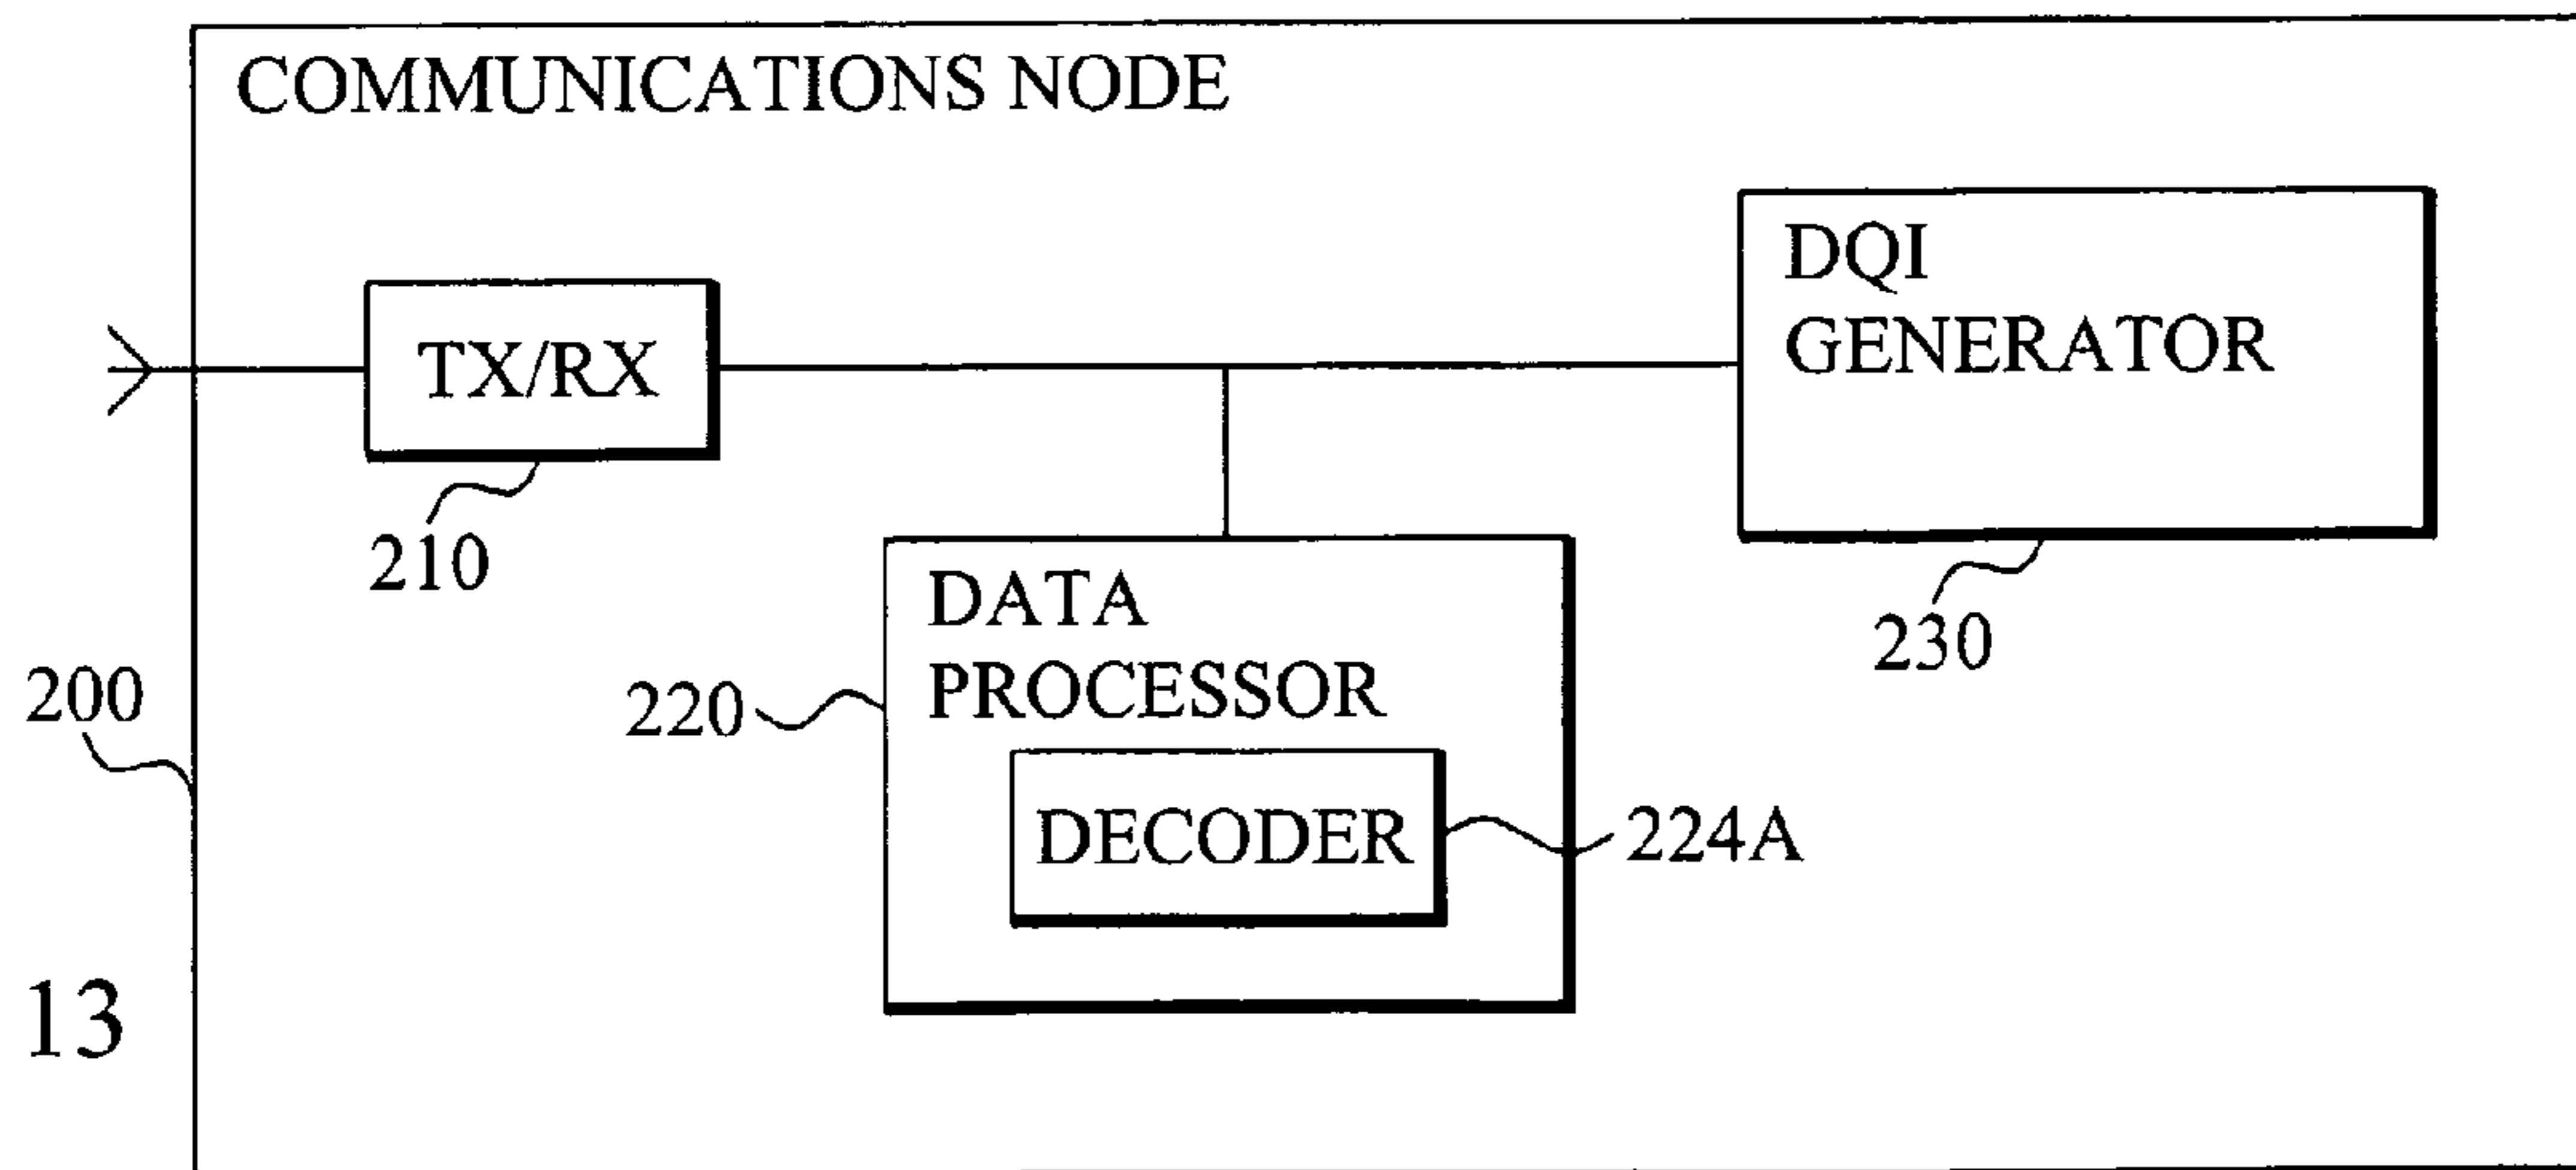 COMMUNICATIONS NODE
DQI
GENERATOR
TX/RX
210
230
DATA
PROCESSOR
200
220
DECODER
224A
13